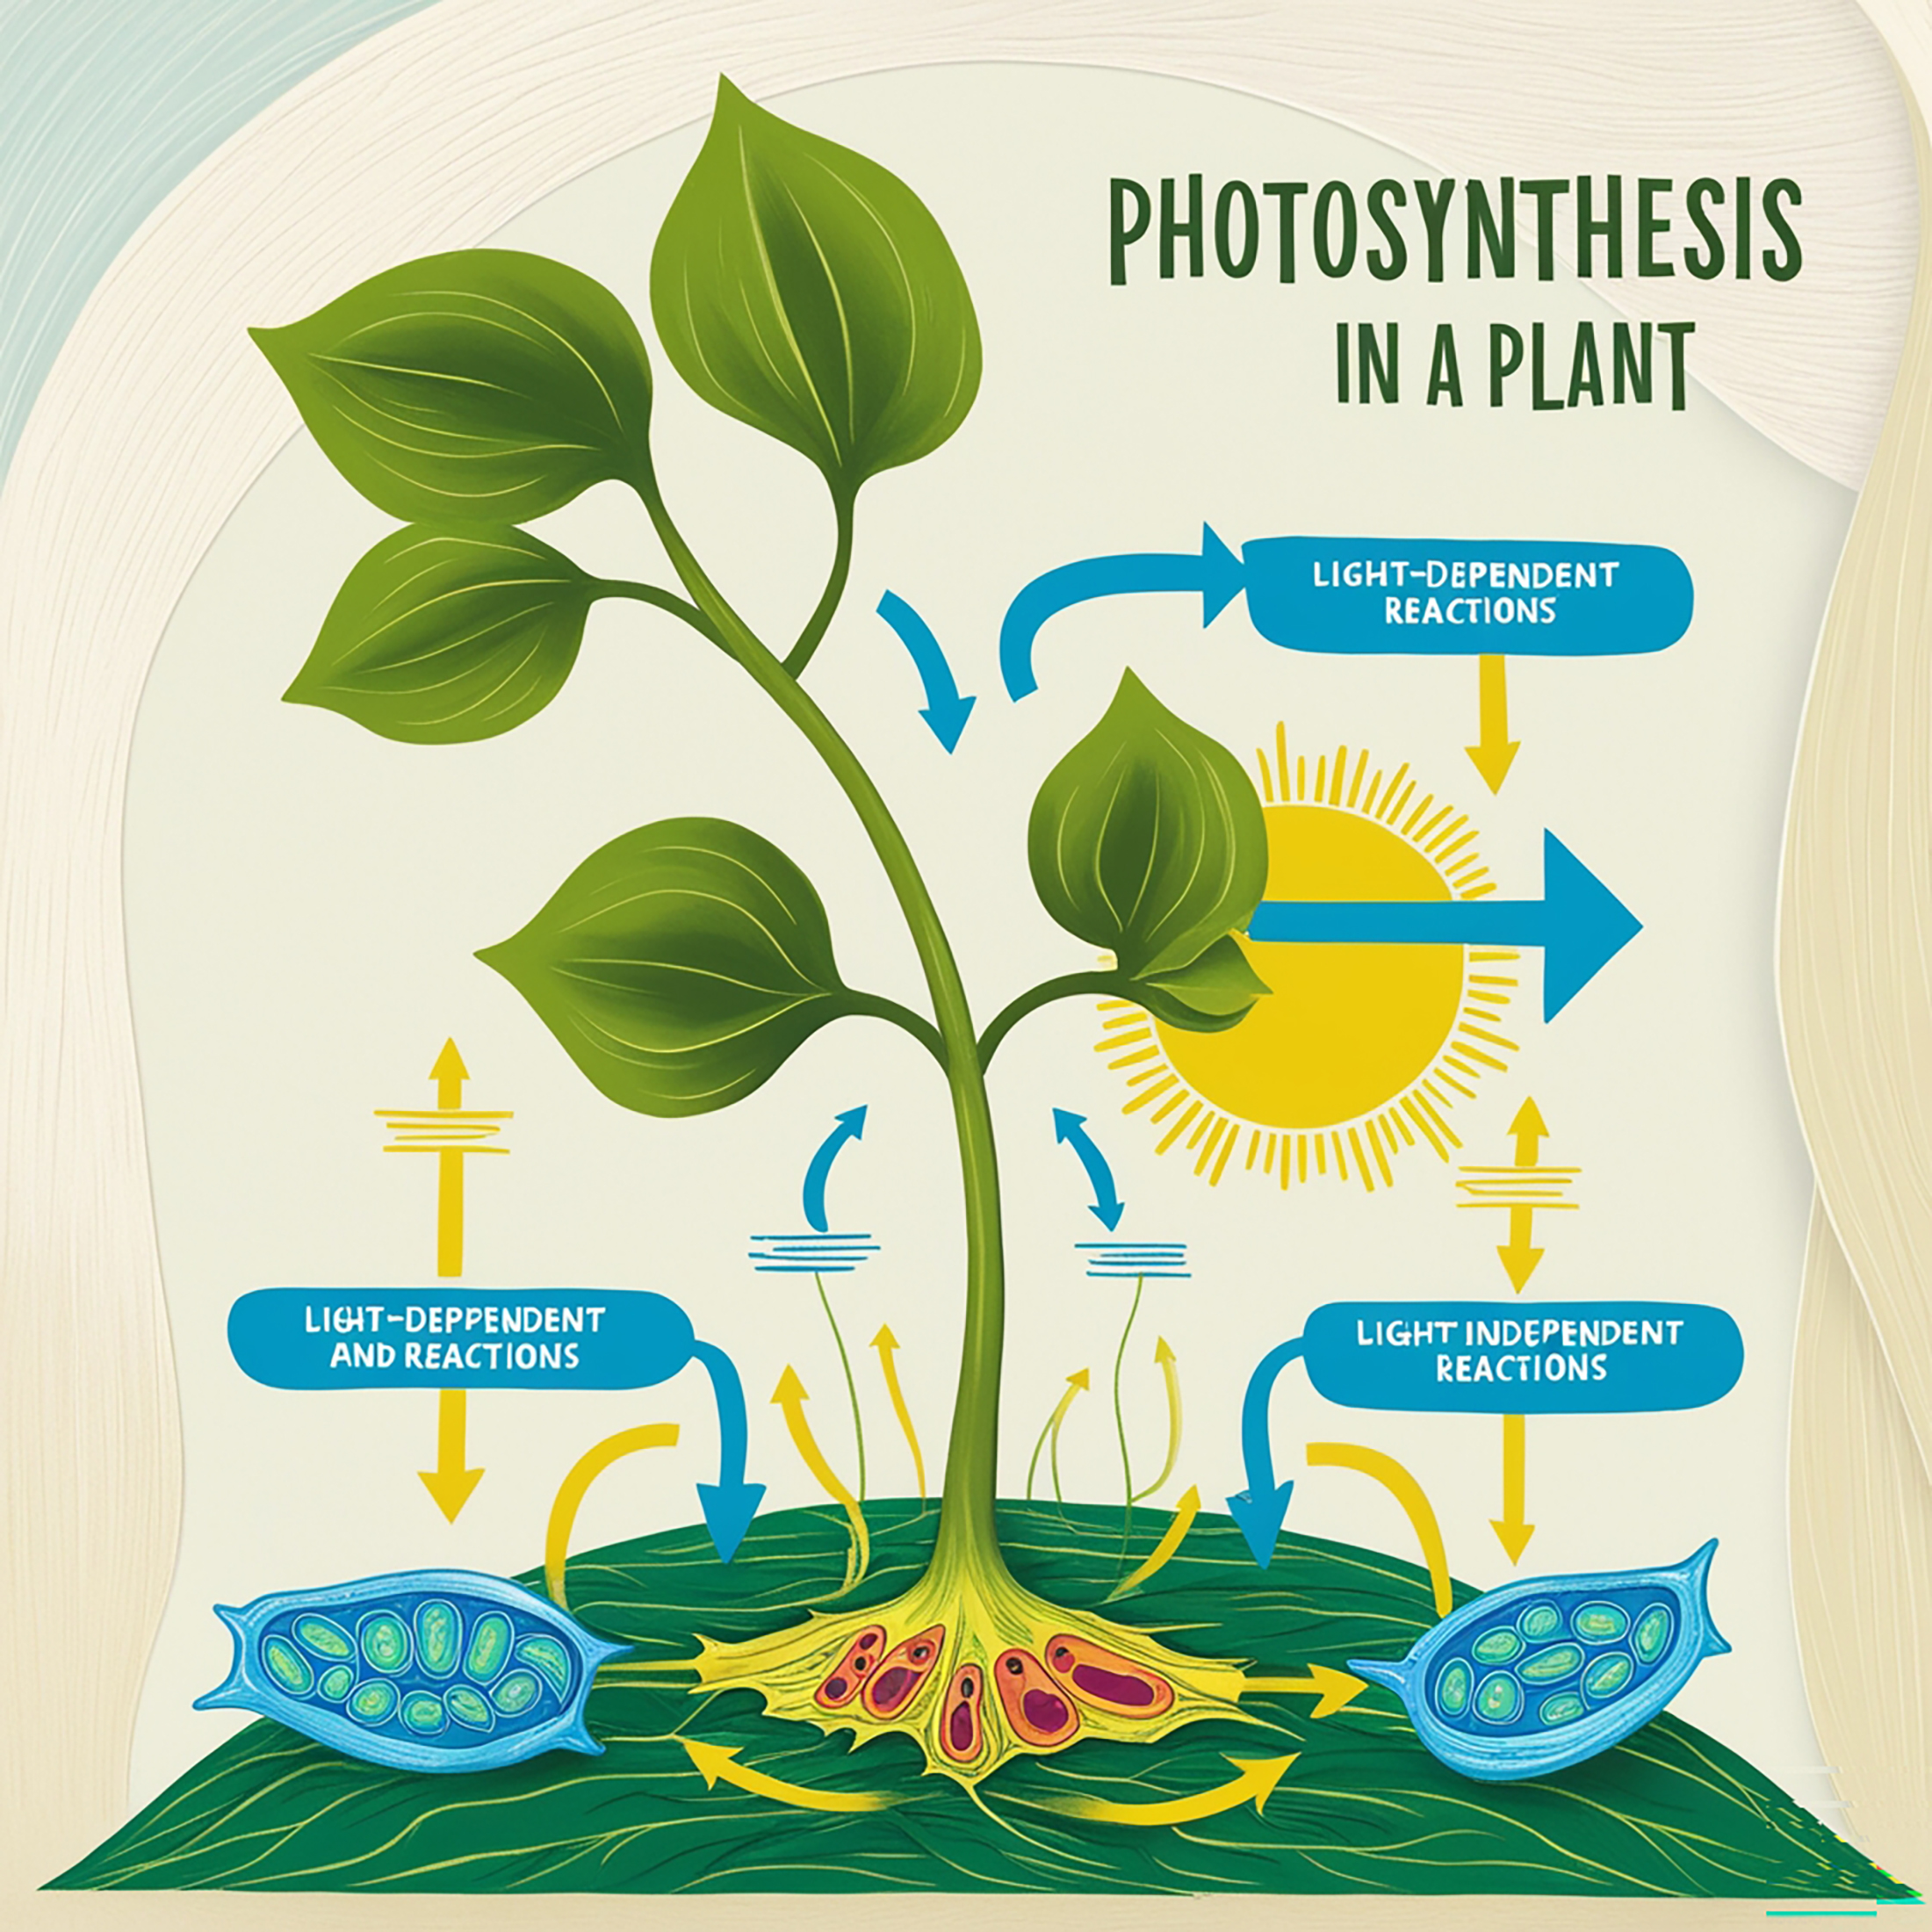 PHOTOSYNTHESIS
IN A PLANT
LIGHT-DEPENDENT
REACTIONS
LIGHT-DEPPENDENT
AND REACTIONS
LIGHT INDEPENDENT
REACTIONS